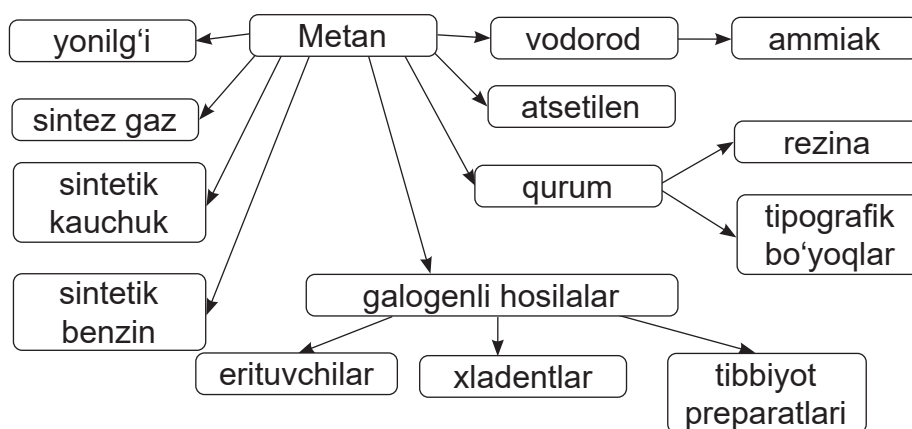 yonilg‘i
Metan
vodorod
ammiak
sintez gaz
atsetilen
rezina
sintetik
kauchuk
qurum
tipografik
bo‘yoqlar
sintetik
benzin
galogenli hosilalar
erituvchilar
xladentlar
tibbiyot
preparatlari